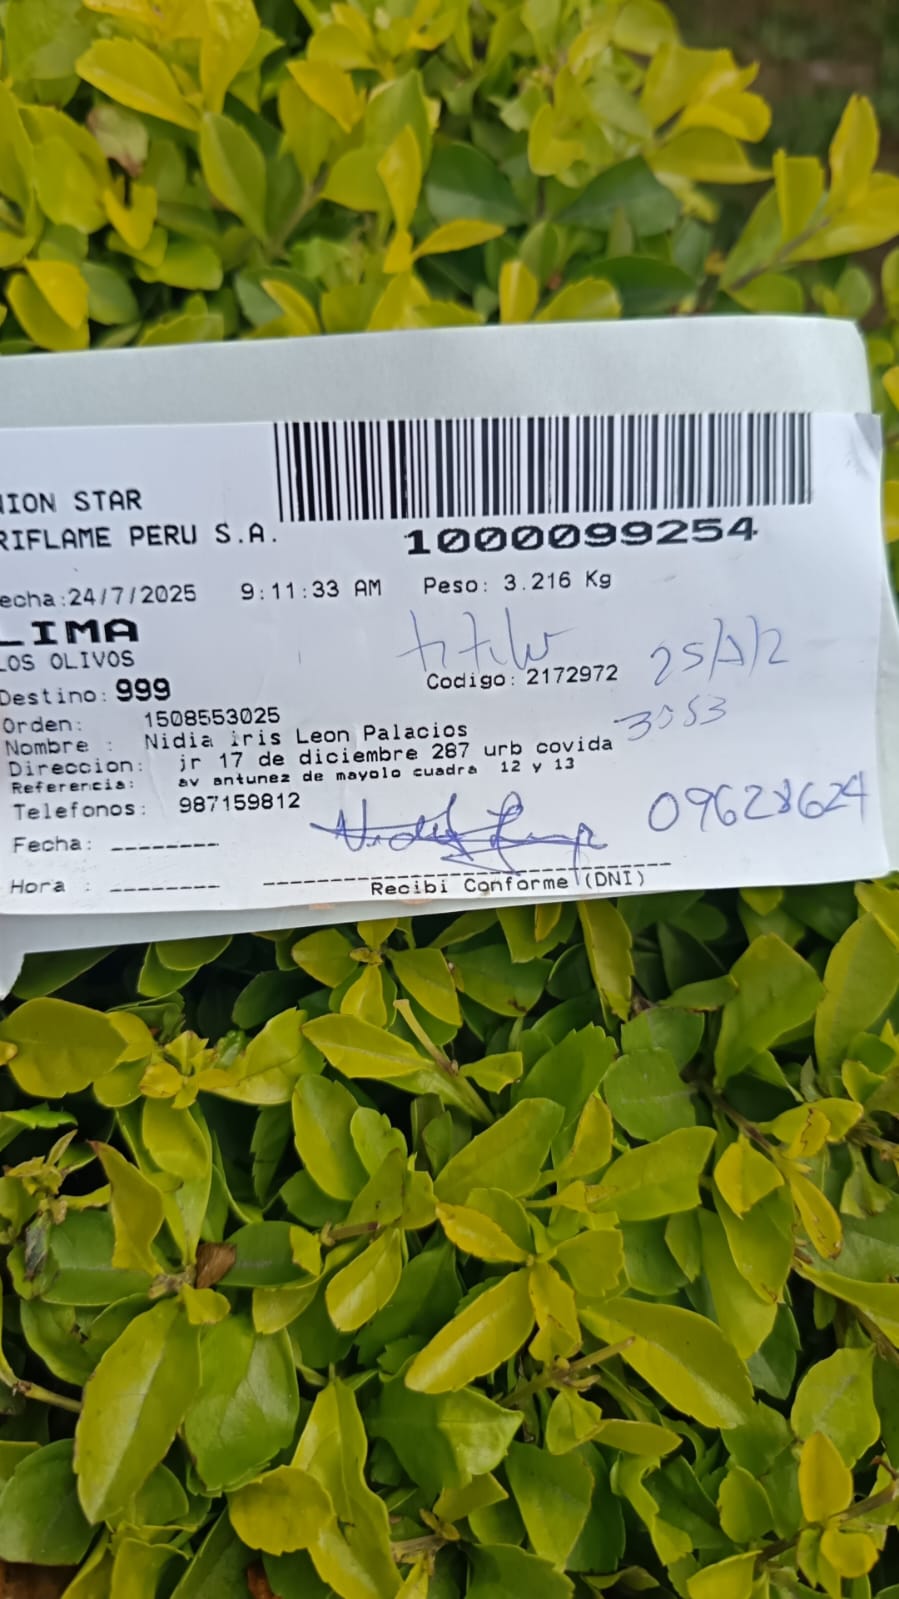 NION STAR
RIFLAME PERU S.A.
1000099254
echa:24/7/2025 9:11:33 AM Peso: 3.216 Kg
LIMA
LOS OLIVOS
titular
Codigo: 2172972
Destino: 999
3053
Orden: 1508553025
Nombre : Nidia iris Leon Palacios
Direccion: jr 17 de diciembre 287 urb covida
Referencia: av antunez de mayolo cuadra 12 y 13
Telefonos: 987159812
09628624
Fecha: --------
Hora : --------
Recibi Conforme (DNI)